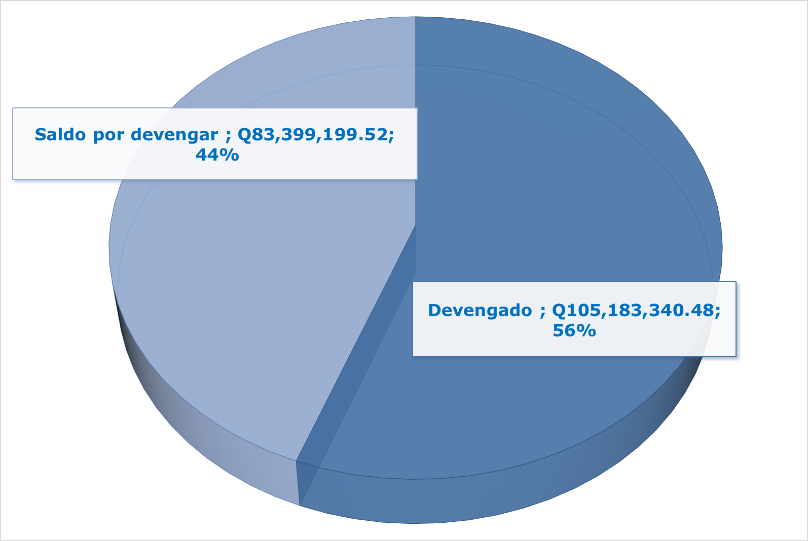 Saldo por devengar ; Q83,399,199.52;
44%
Devengado ; Q105,183,340.48;
56%